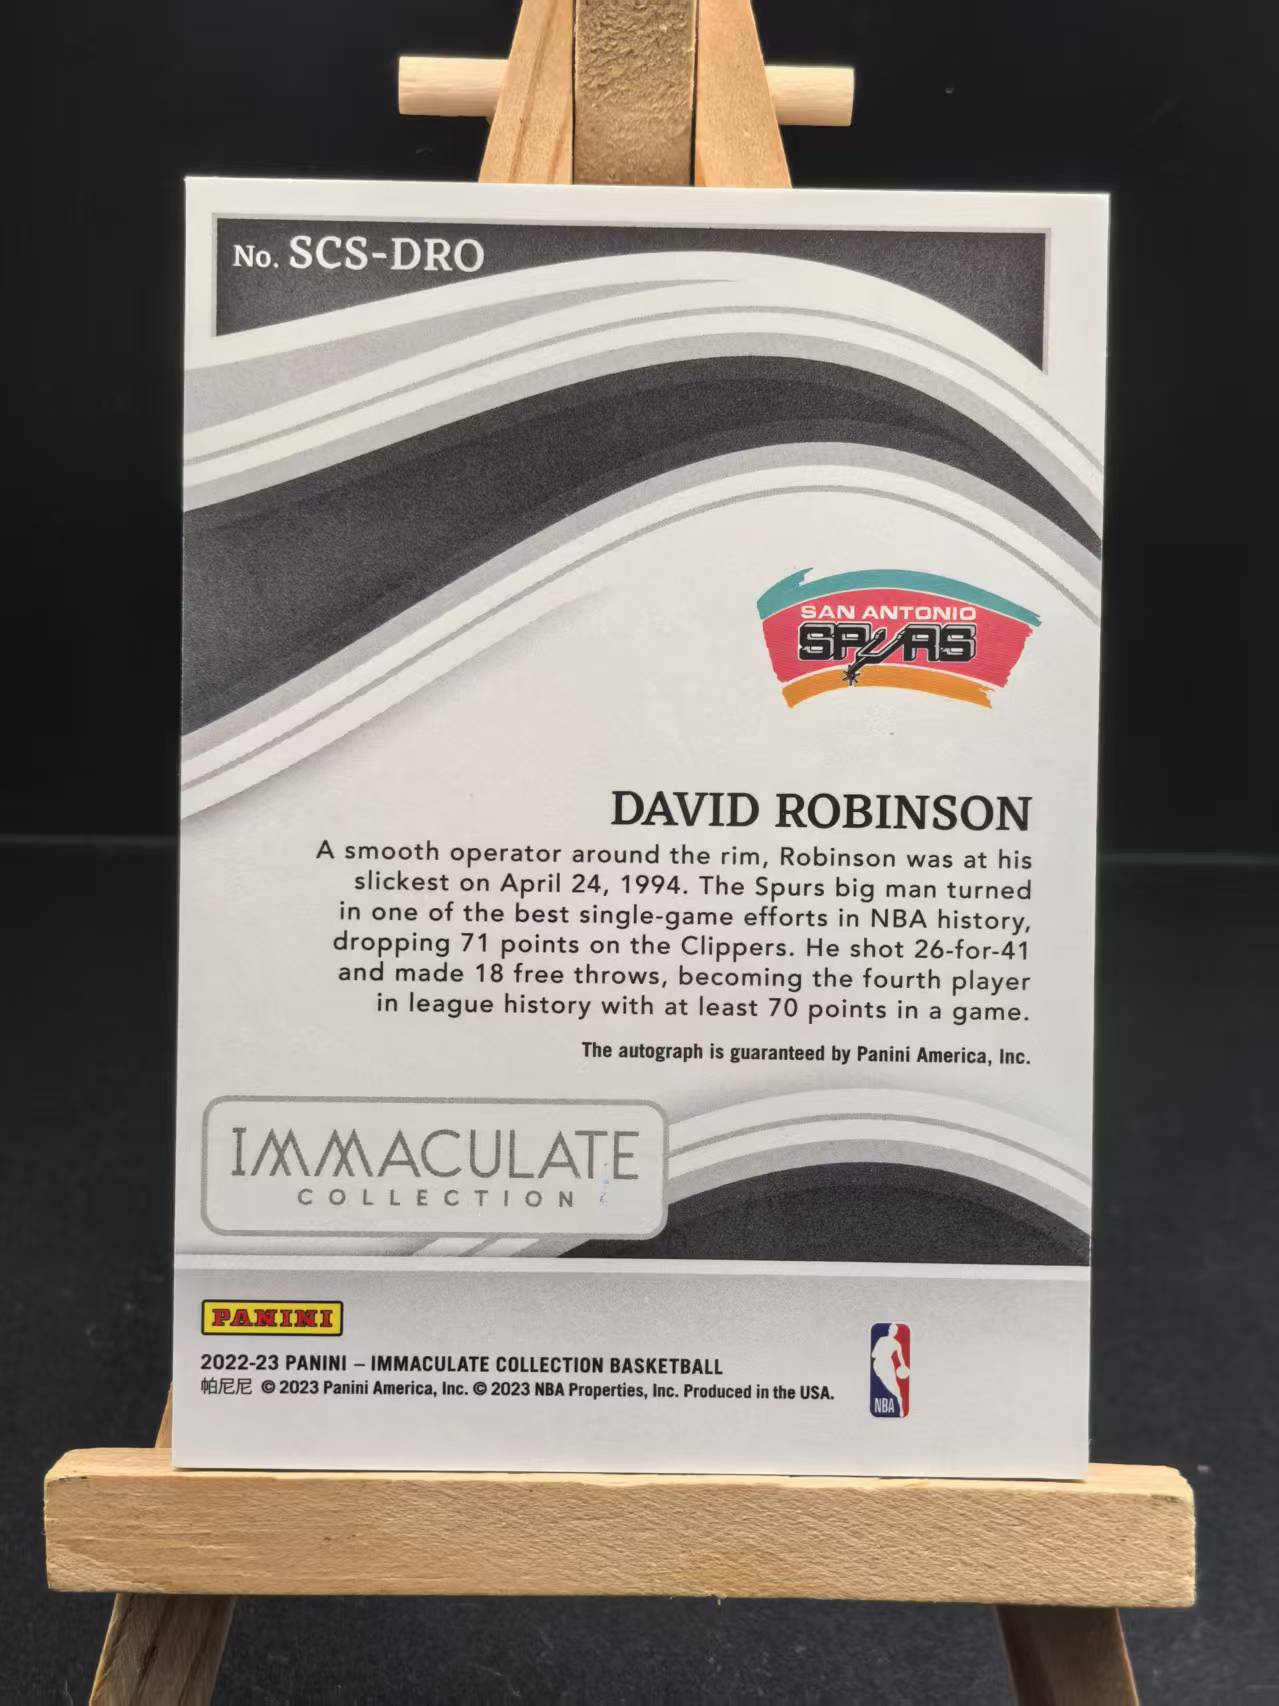 No. SCS-DRO
SAN ANTONIO
SPURS
DAVID ROBINSON
A smooth operator around the rim, Robinson was at his
slickest on April 24, 1994. The Spurs big man turned
in one of the best single-game efforts in NBA history,
dropping 71 points on the Clippers. He shot 26-for-41
and made 18 free throws, becoming the fourth player
in league history with at least 70 points in a game.
The autograph is guaranteed by Panini America, Inc.
IMMACULATE
COLLECTION
PANINI
2022-23 PANINI – IMMACULATE COLLECTION BASKETBALL
帕尼尼 © 2023 Panini America, Inc. © 2023 NBA Properties, Inc. Produced in the USA.
NBA